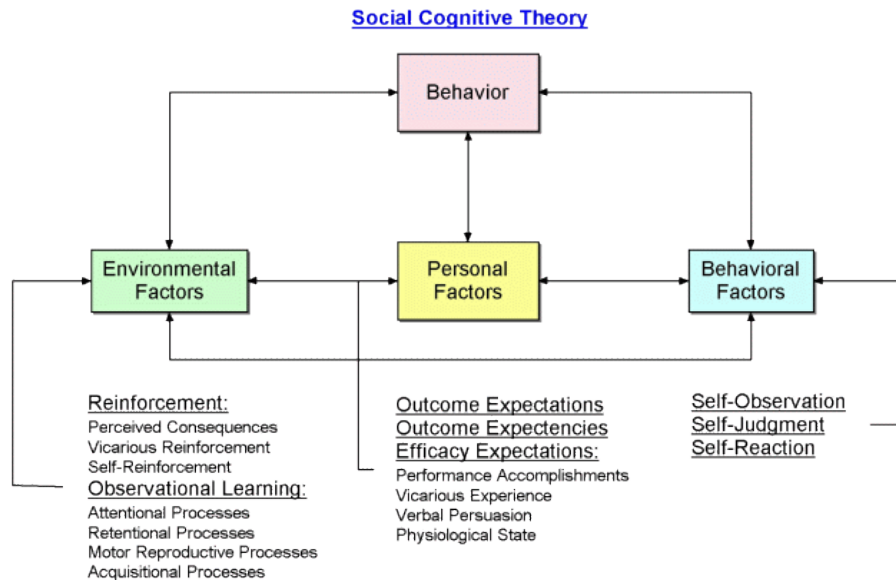 Social Cognitive Theory
Behavior
Environmental
Factors
Personal
Factors
Behavioral
Factors
Reinforcement:
Perceived Consequences
Vicarious Reinforcement
Self-Reinforcement
Observational Learning:
Attentional Processes
Retentional Processes
Motor Reproductive Processes
Acquisitional Processes
Outcome Expectations
Outcome Expectencies
Efficacy Expectations:
Performance Accomplishments
Vicarious Experience
Verbal Persuasion
Physiological State
Self-Observation
Self-Judgment
Self-Reaction